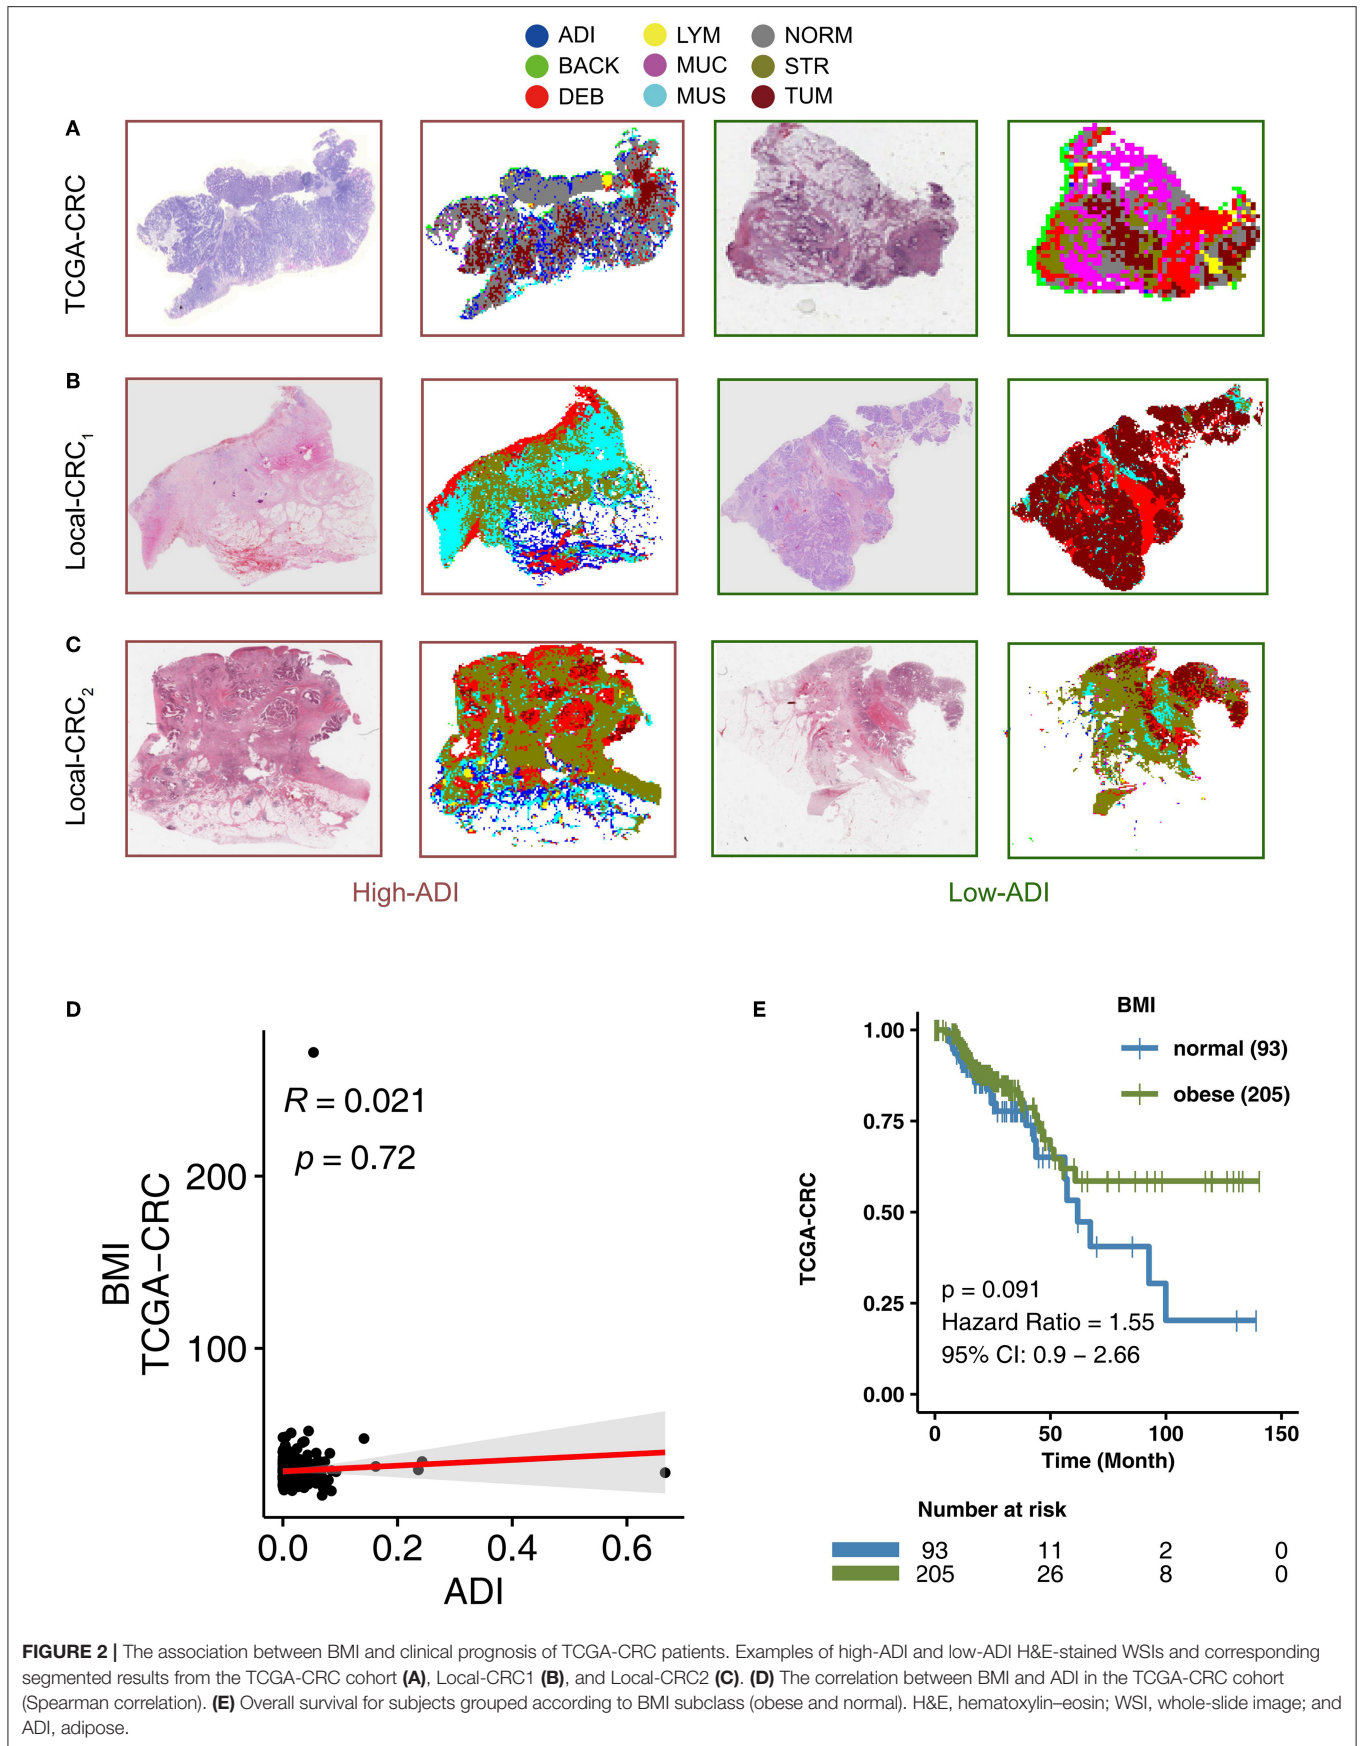 ADI LYM NORM
BACK MUC STR
DEB MUS TUM
A
TCGA-CRC
B
Local-CRC1
C
Local-CRC2
High-ADI Low-ADI
D
R = 0.021
p = 0.72
200
100
BMI
TCGA−CRC
0.0 0.2 0.4 0.6
ADI
E
BMI
normal (93)
obese (205)
1.00
0.75
0.50
0.25
0.00
TCGA-CRC
p = 0.091
Hazard Ratio = 1.55
95% CI: 0.9 − 2.66
0 50 100 150
Time (Month)
Number at risk
93 11 2 0
205 26 8 0
FIGURE 2 | The association between BMI and clinical prognosis of TCGA-CRC patients. Examples of high-ADI and low-ADI H&E-stained WSIs and corresponding
segmented results from the TCGA-CRC cohort (A), Local-CRC1 (B), and Local-CRC2 (C). (D) The correlation between BMI and ADI in the TCGA-CRC cohort
(Spearman correlation). (E) Overall survival for subjects grouped according to BMI subclass (obese and normal). H&E, hematoxylin–eosin; WSI, whole-slide image; and
ADI, adipose.